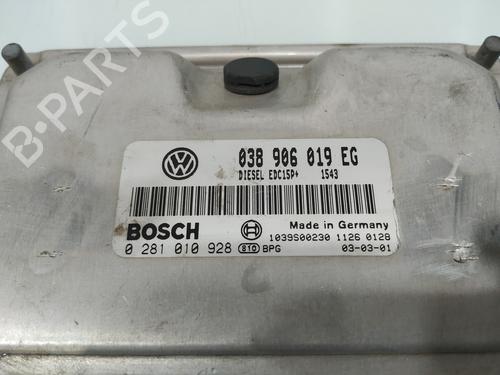 038 906 019 EG
DIESEL EDC15P+ 1543
BOSCH
Made in Germany
1039S00230 1126 0128
0 281 010 928 810 BPG 03-03-01
B-PARTS